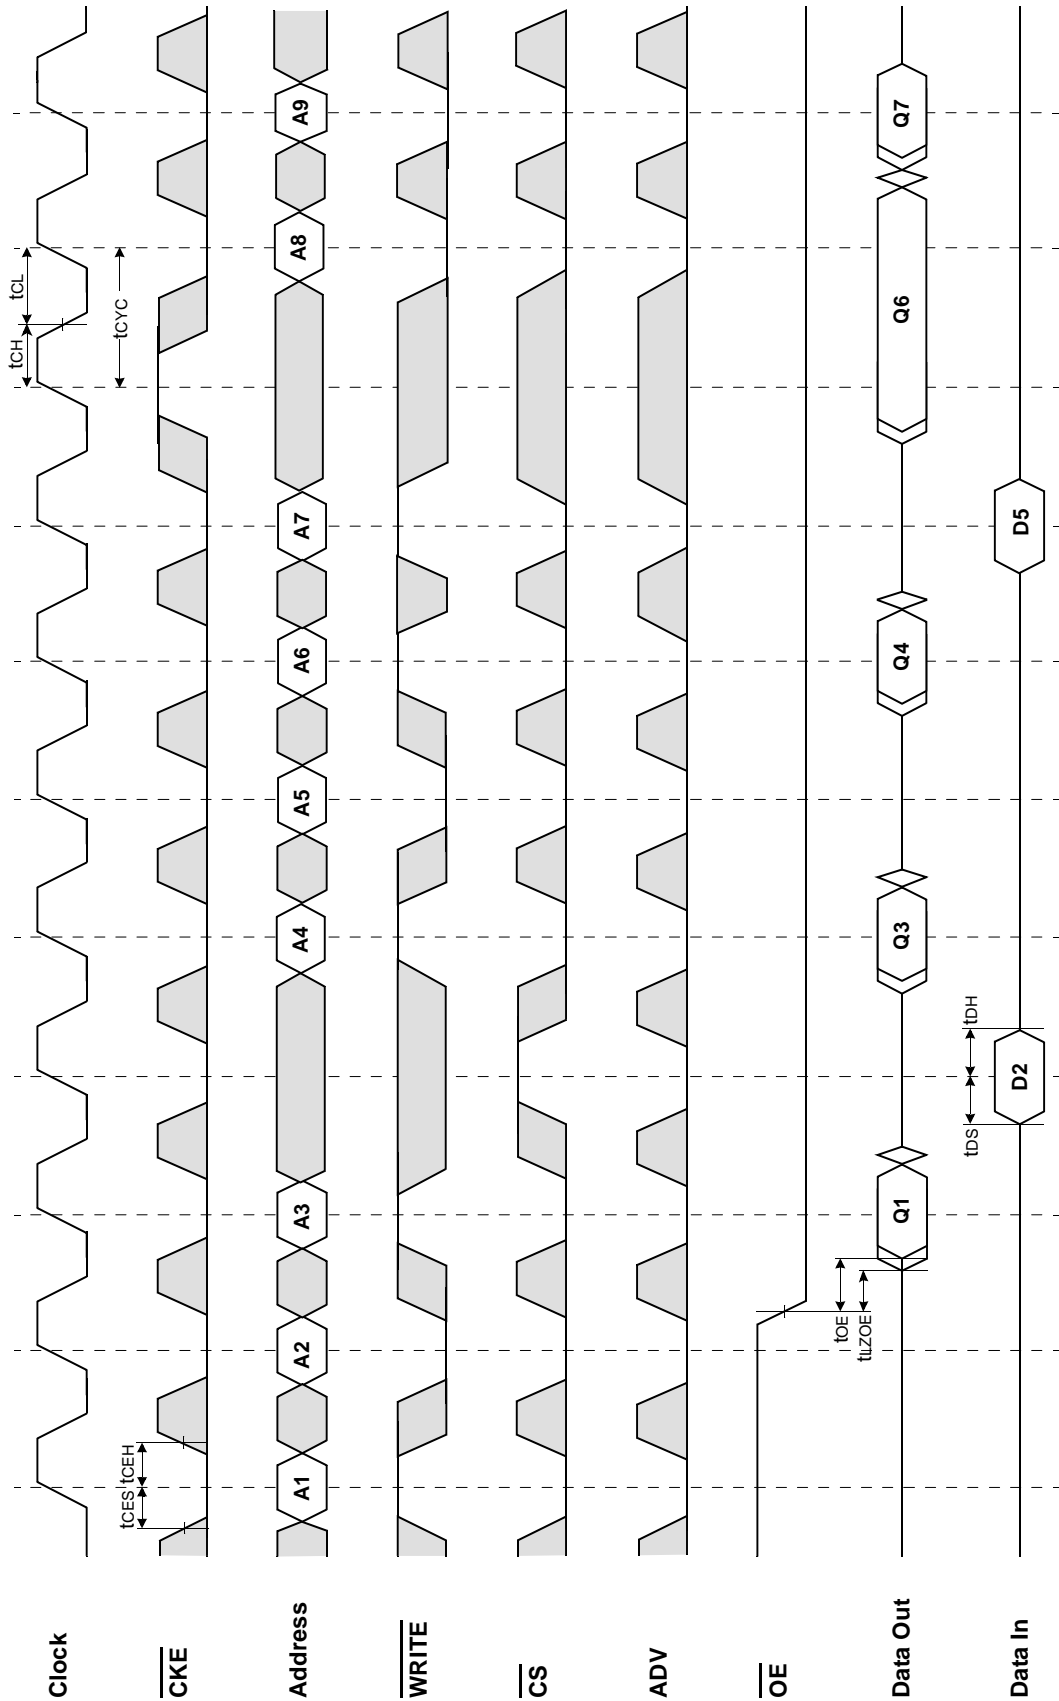 Clock
tCH tCL
tCYC
CKE
tCES tCEH
Address
A1 A2 A3 A4 A5 A6 A7 A8 A9
WRITE
CS
ADV
OE
tOE
tLZOE
Data Out
Q1 Q3 Q4 Q6 Q7
tDS tDH
Data In
D2 D5